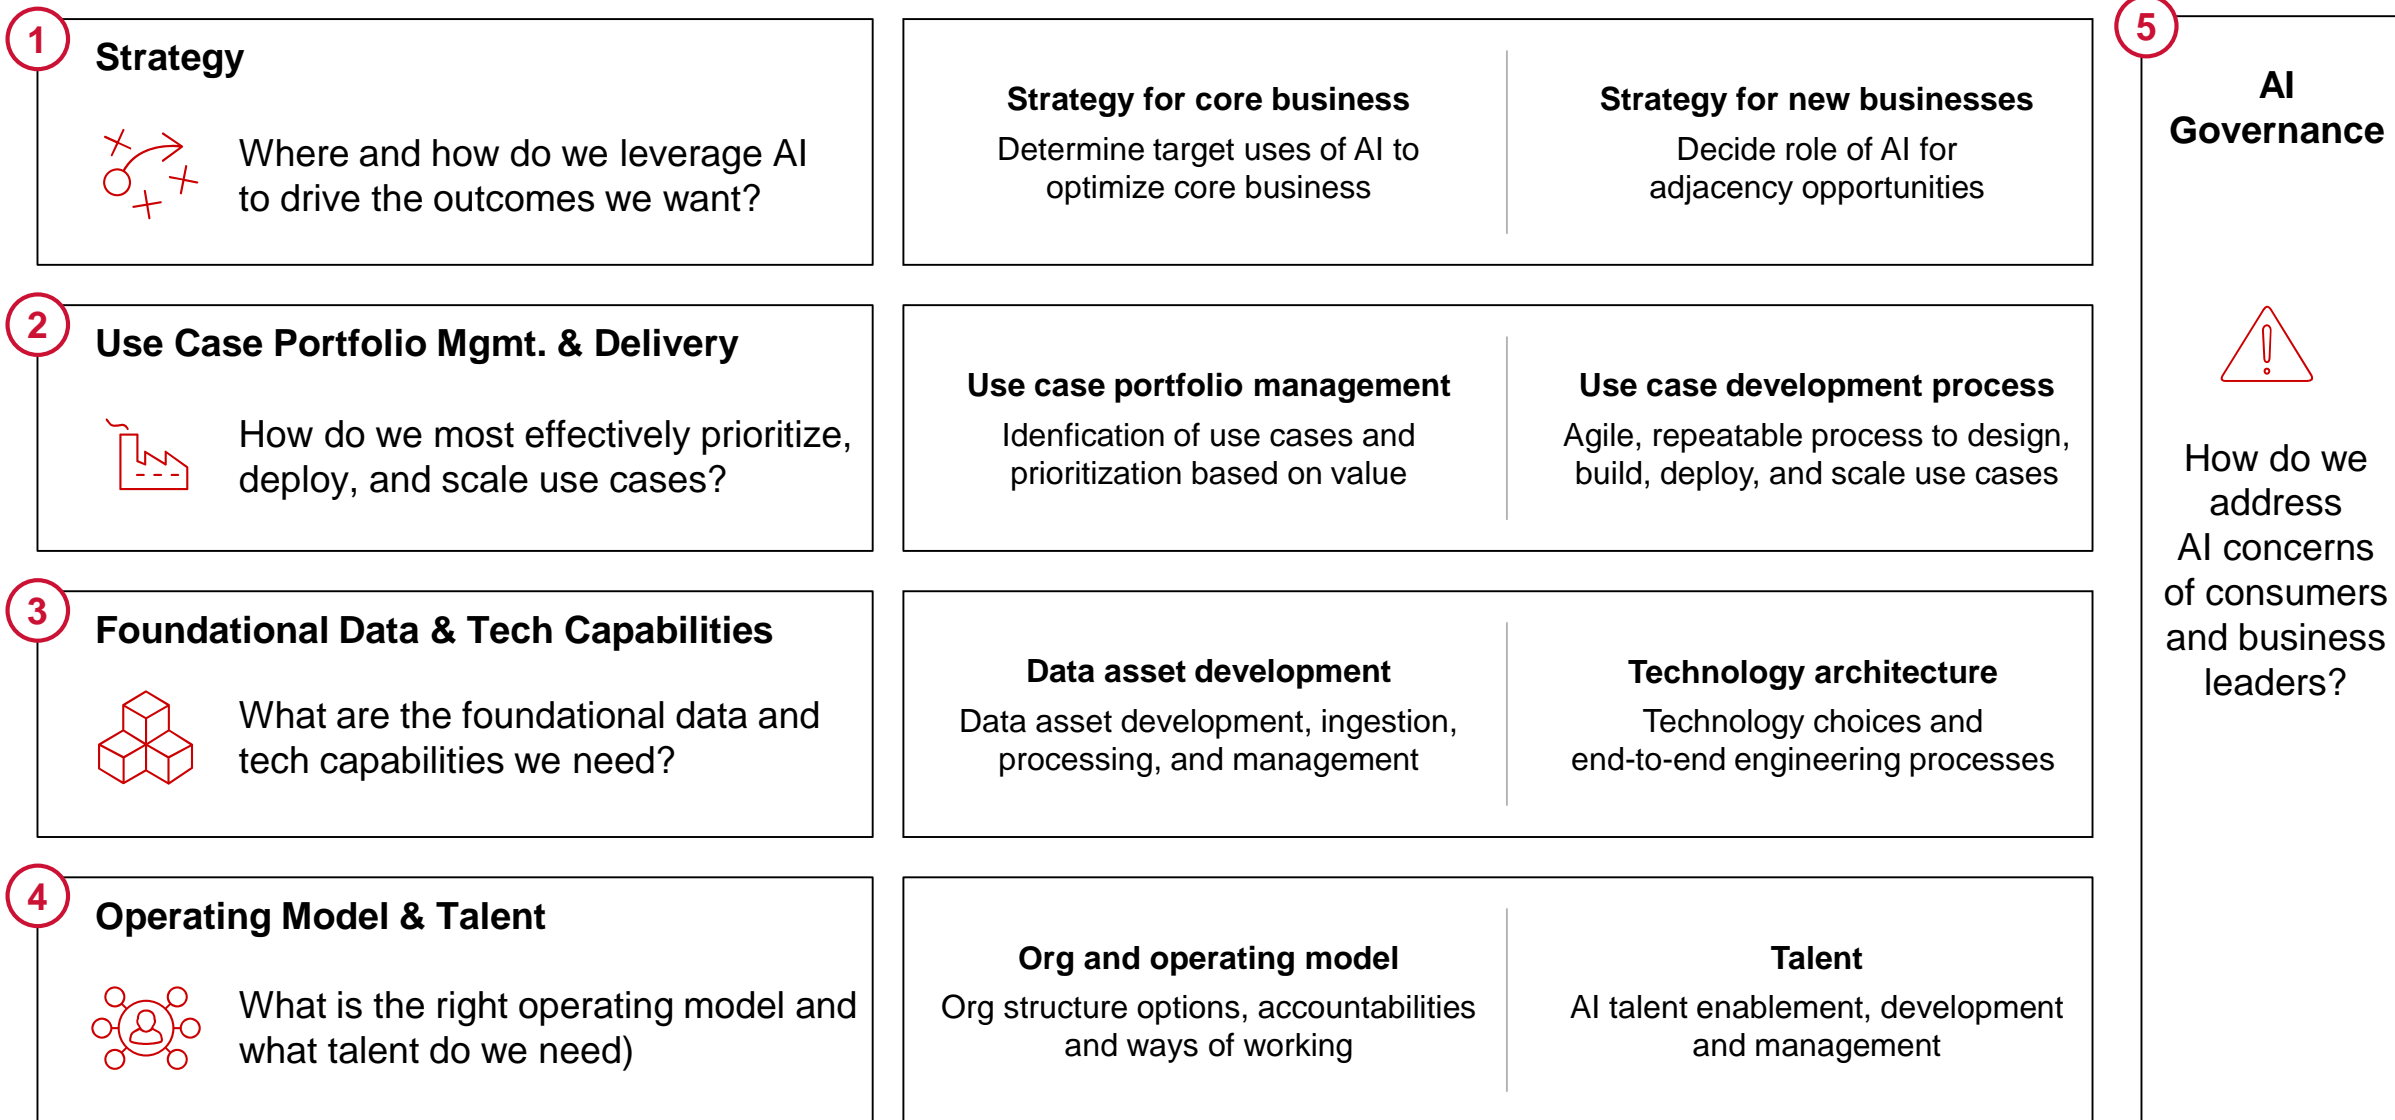 1
Strategy
Where and how do we leverage AI
to drive the outcomes we want?
Strategy for core business
Determine target uses of AI to
optimize core business
Strategy for new businesses
Decide role of AI for
adjacency opportunities
2
Use Case Portfolio Mgmt. & Delivery
How do we most effectively prioritize,
deploy, and scale use cases?
Use case portfolio management
Idenfication of use cases and
prioritization based on value
Use case development process
Agile, repeatable process to design,
build, deploy, and scale use cases
3
Foundational Data & Tech Capabilities
What are the foundational data and
tech capabilities we need?
Data asset development
Data asset development, ingestion,
processing, and management
Technology architecture
Technology choices and
end-to-end engineering processes
4
Operating Model & Talent
What is the right operating model and
what talent do we need)
Org and operating model
Org structure options, accountabilities
and ways of working
Talent
AI talent enablement, development
and management
5
AI
Governance
How do we
address
AI concerns
of consumers
and business
leaders?